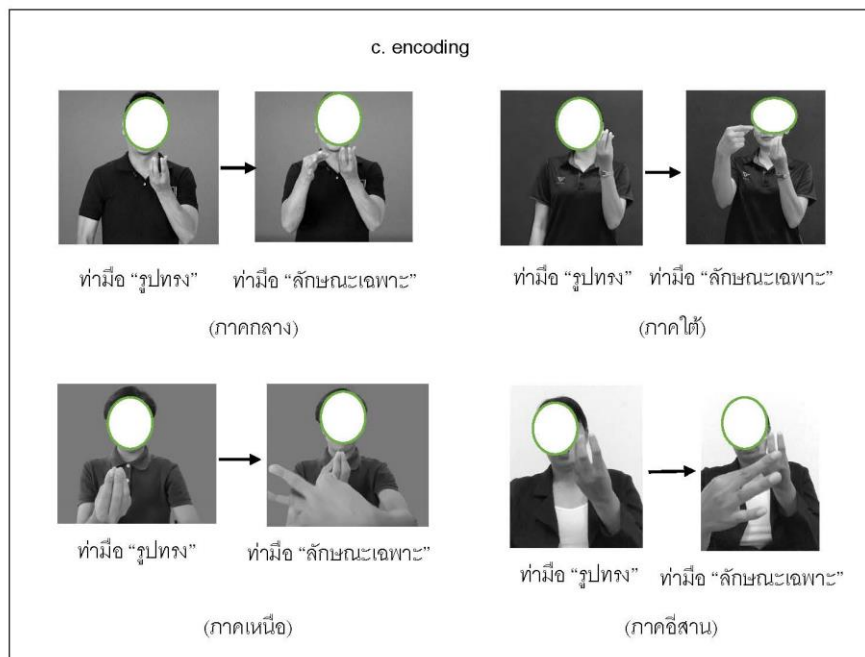 c. encoding
ท่ามือ “รูปทรง” ท่ามือ “ลักษณะเฉพาะ” ท่ามือ “รูปทรง” ท่ามือ “ลักษณะเฉพาะ”
(ภาคกลาง) (ภาคใต้)
ท่ามือ “รูปทรง” ท่ามือ “ลักษณะเฉพาะ” ท่ามือ “รูปทรง” ท่ามือ “ลักษณะเฉพาะ”
(ภาคเหนือ) (ภาคอีสาน)